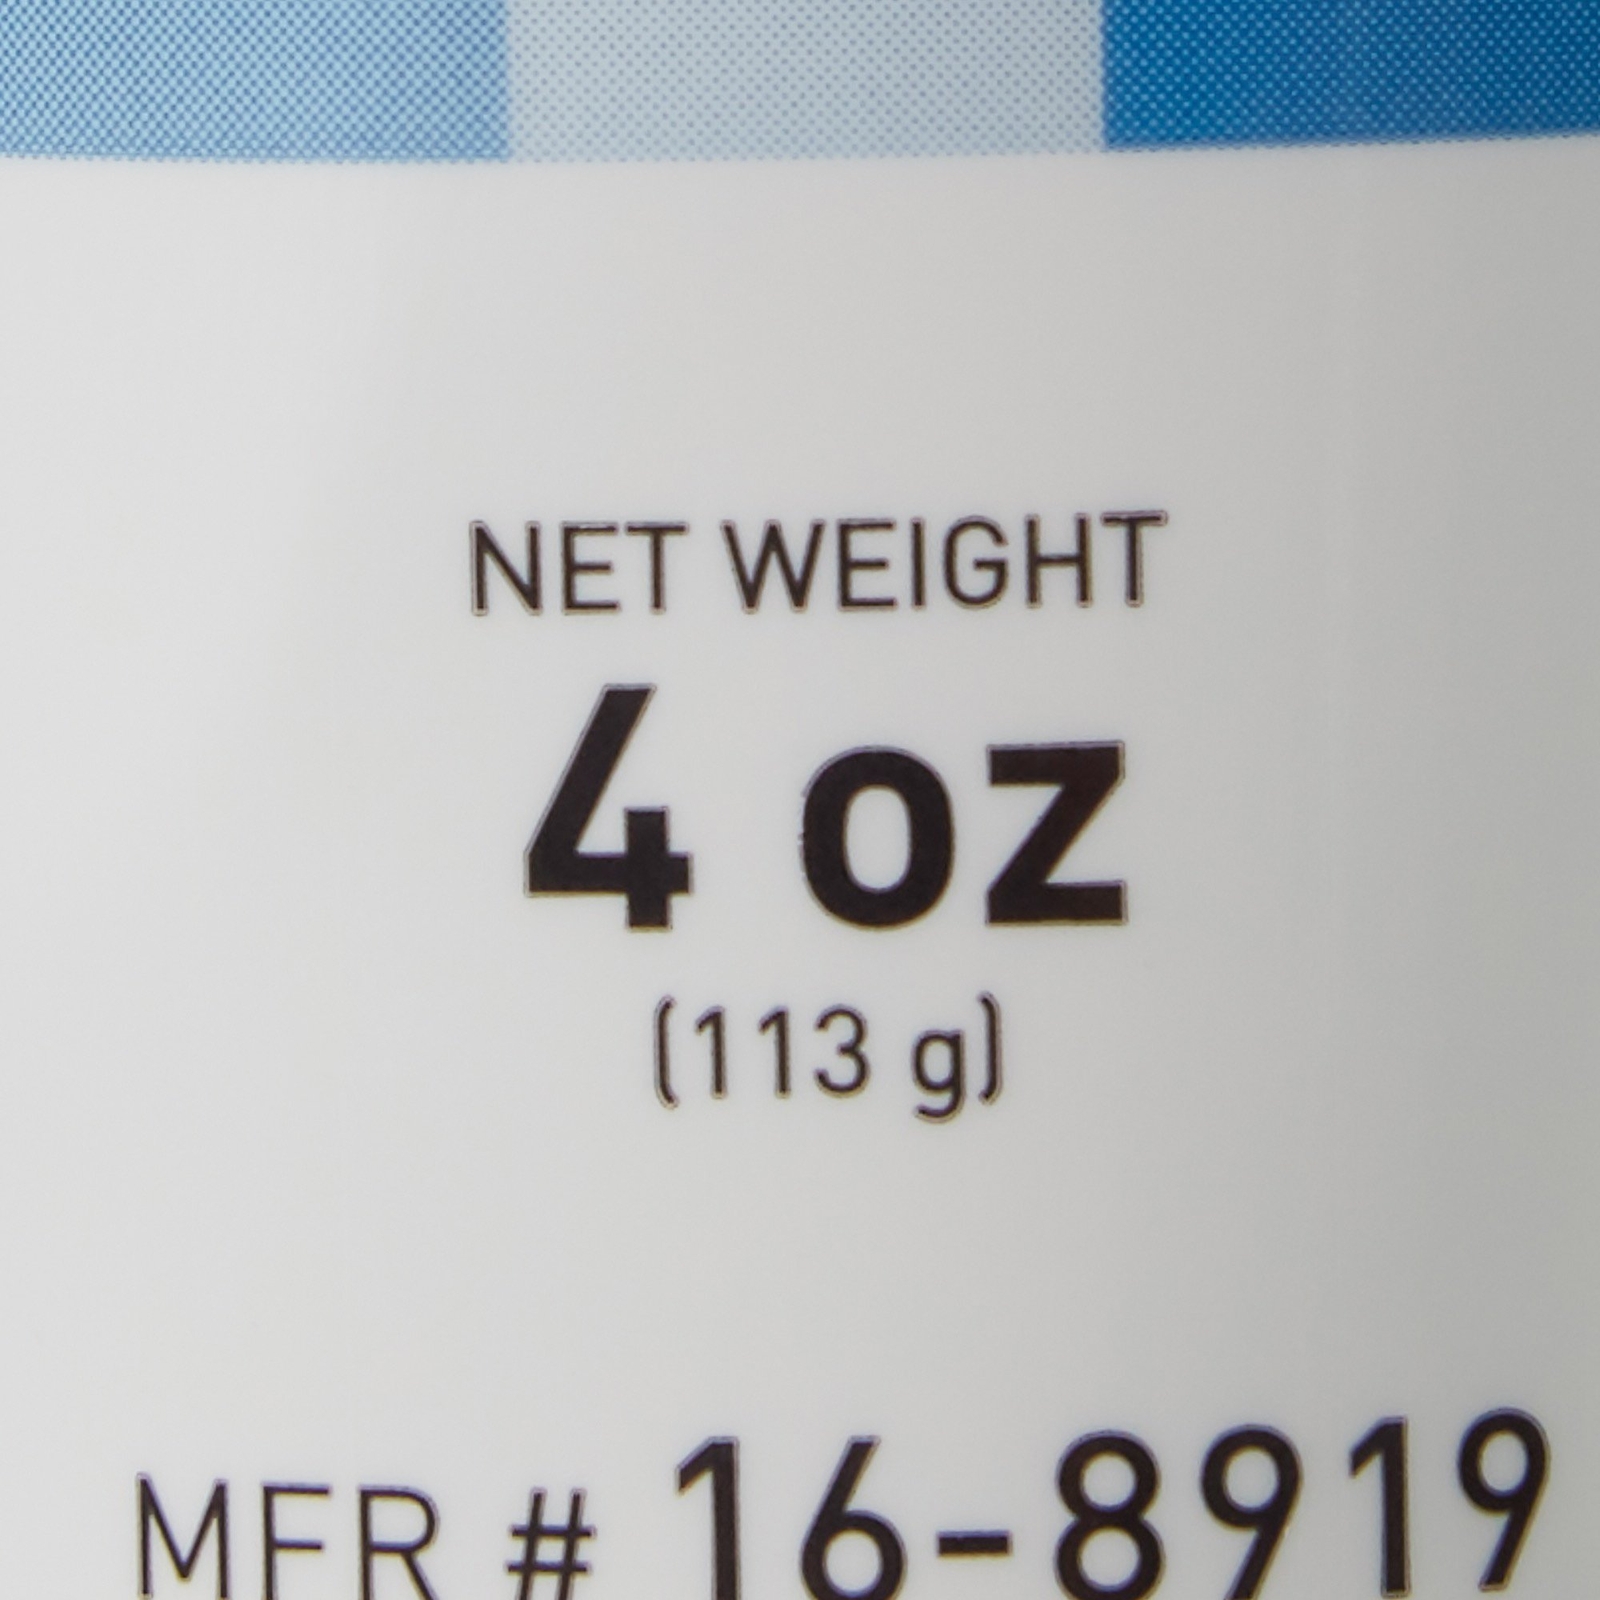 NET WEIGHT
4 oz
(113 g)
MFR # 16-8919